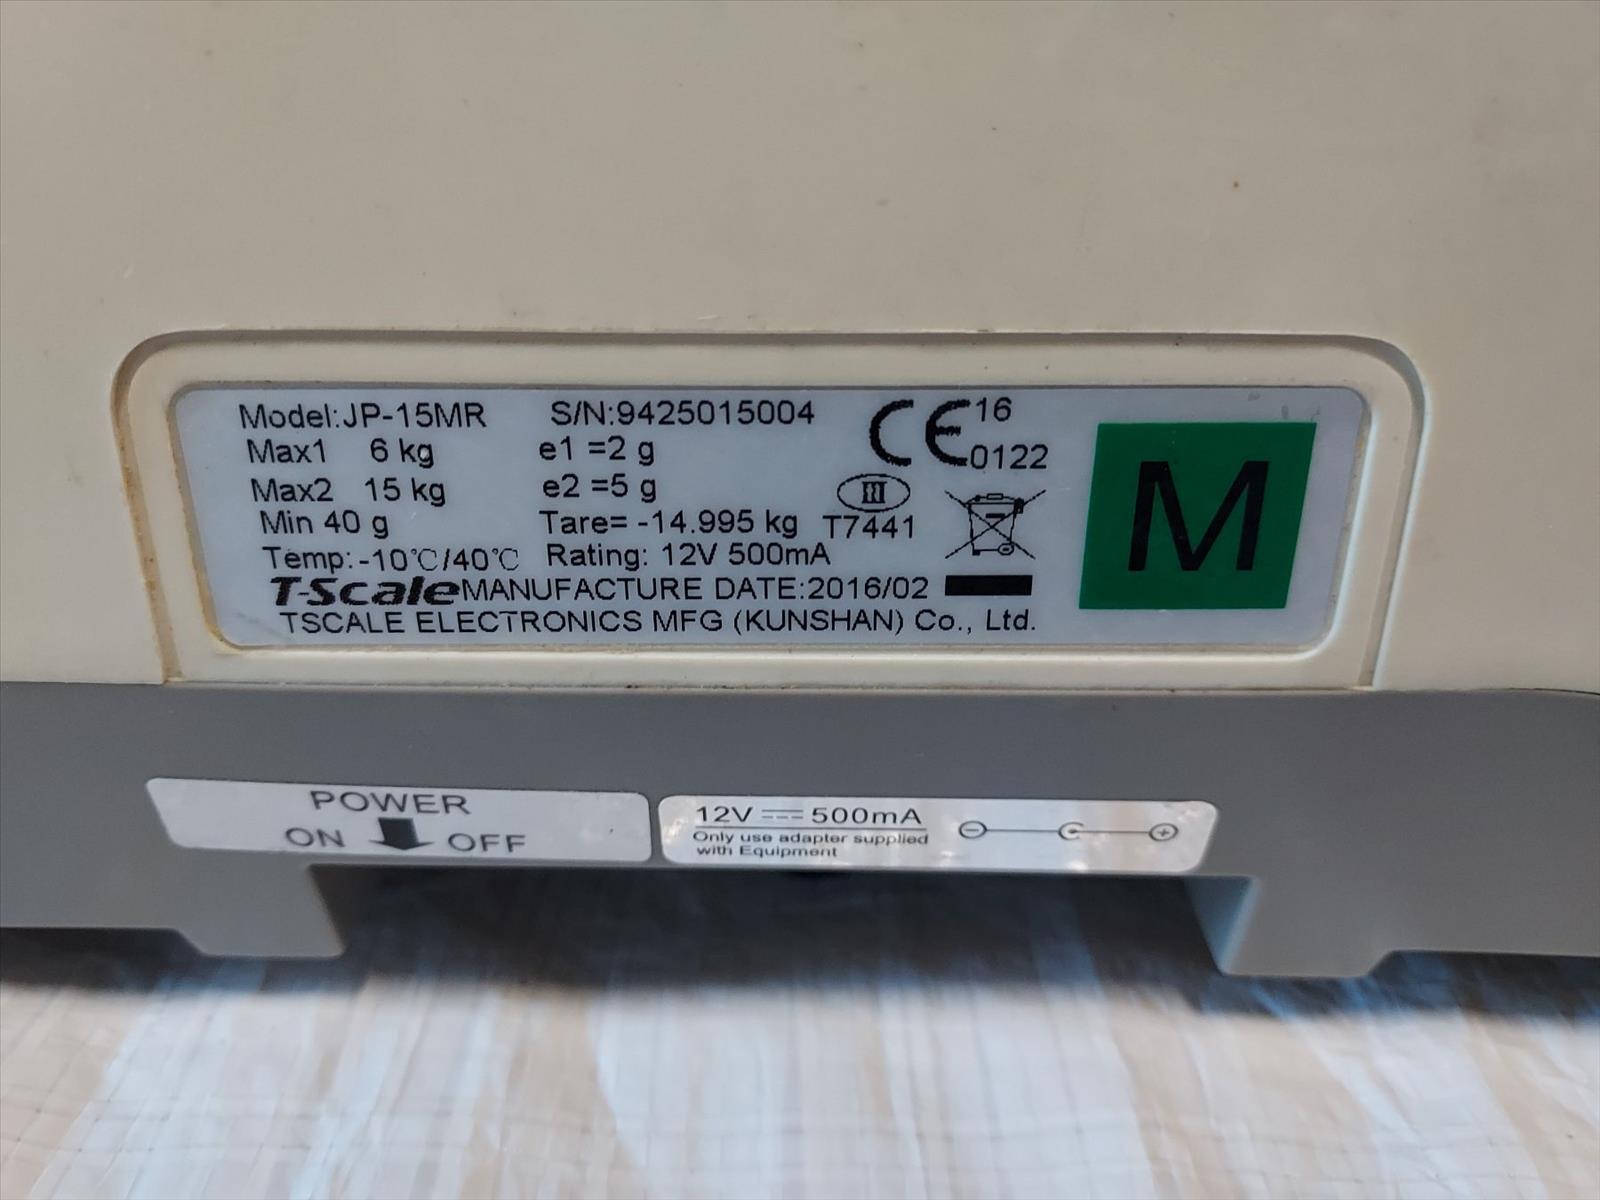 Model:JP-15MR S/N:9425015004 CE 16
Max1 6 kg e1 =2 g 0122
Max2 15 kg e2 =5 g III
Min 40 g Tare= -14.995 kg T7441
Temp:-10℃/40℃ Rating: 12V 500mA
T-Scale MANUFACTURE DATE:2016/02
TSCALE ELECTRONICS MFG (KUNSHAN) Co., Ltd.
M
POWER
ON OFF
12V 500mA
Only use adapter supplied
with Equipment